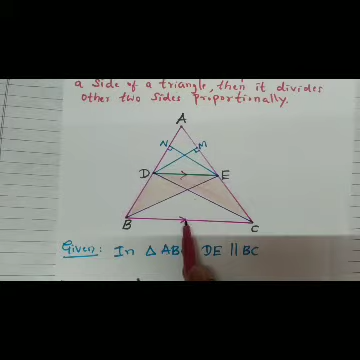 a Side of a triangle, then it divides
other two sides proportionally.
A
N M
D E
B C
Given: In △ AB DE || BC